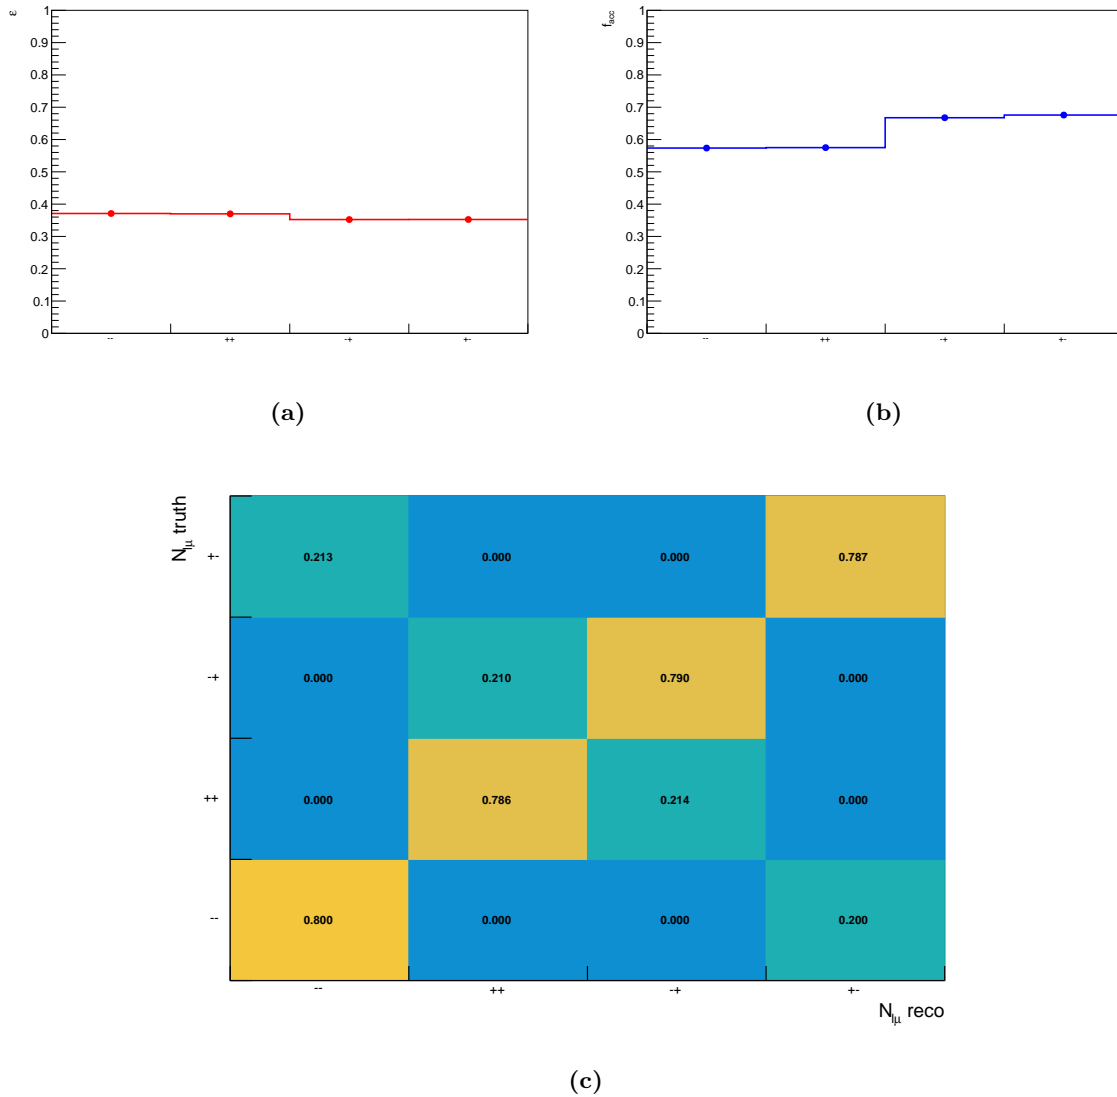 ε
1
0.9
0.8
0.7
0.6
0.5
0.4
0.3
0.2
0.1
0
-- ++ -+ +-
(a)
f_acc
1
0.9
0.8
0.7
0.6
0.5
0.4
0.3
0.2
0.1
0
-- ++ -+ +-
(b)
N_lμ truth
+- 0.213 0.000 0.000 0.787
-+ 0.000 0.210 0.790 0.000
++ 0.000 0.786 0.214 0.000
-- 0.800 0.000 0.000 0.200
-- ++ -+ +-
N_lμ reco
(c)